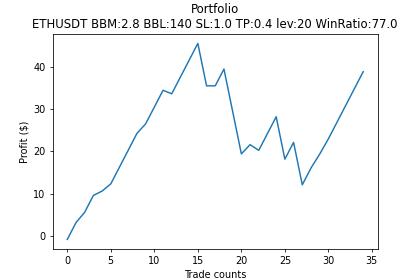 Portfolio
ETHUSDT BBM:2.8 BBL:140 SL:1.0 TP:0.4 lev:20 WinRatio:77.0
40
30
20
10
0
Profit ($)
0 5 10 15 20 25 30 35
Trade counts